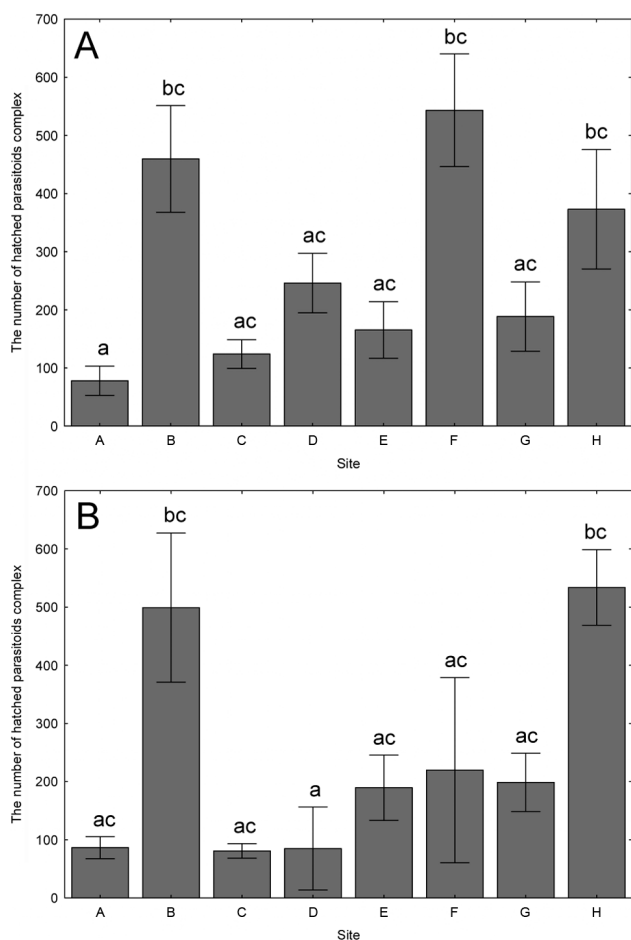 A
The number of hatched parasitoids complex
700
600
500
400
300
200
100
0
a
bc
ac
ac
ac
bc
ac
bc
A B C D E F G H
Site
B
The number of hatched parasitoids complex
700
600
500
400
300
200
100
0
ac
bc
ac
a
ac
ac
ac
bc
A B C D E F G H
Site